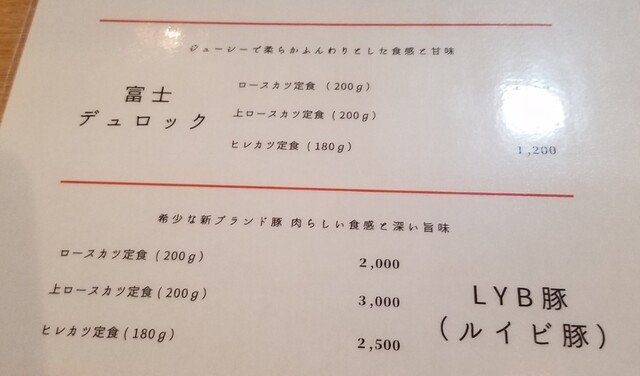 ジューシーで柔らかふんわりとした食感と甘味
富士
デュロック
ロースカツ定食 (200g)
上ロースカツ定食 (200g)
ヒレカツ定食 (180g)
希少な新ブランド豚 肉らしい食感と深い旨味
ロースカツ定食 (200g) 2,000
上ロースカツ定食 (200g) 3,000
ヒレカツ定食 (180g) 2,500
LYB豚
(ルイビ豚)